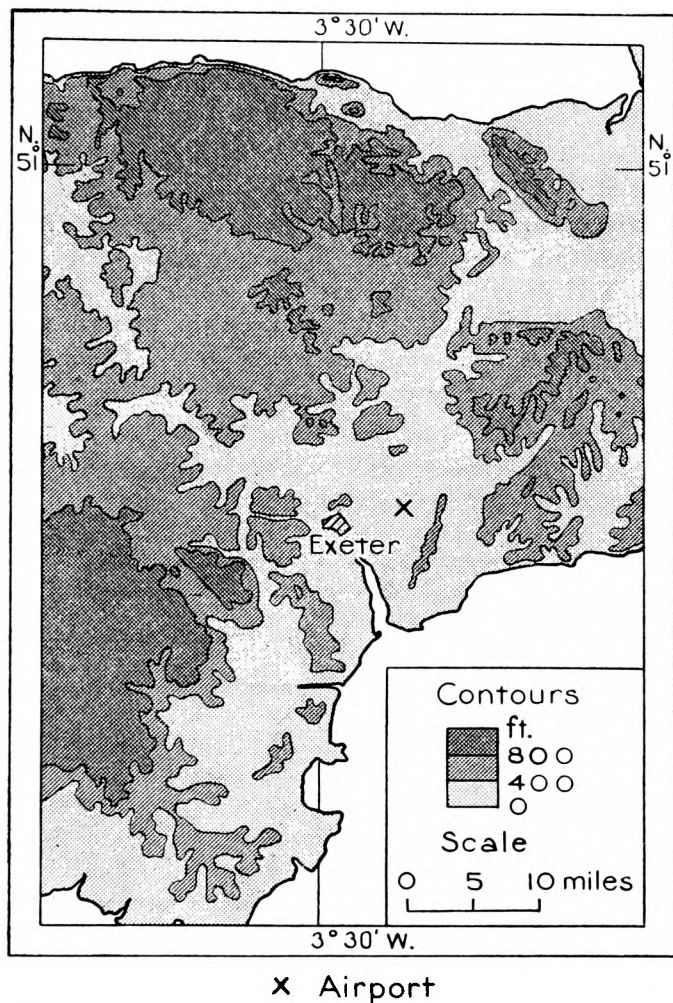 3° 30' W.
N.
51°
N.
51°
Exeter
Contours
ft.
800
400
0
Scale
0 5 10 miles
3° 30' W.
x Airport